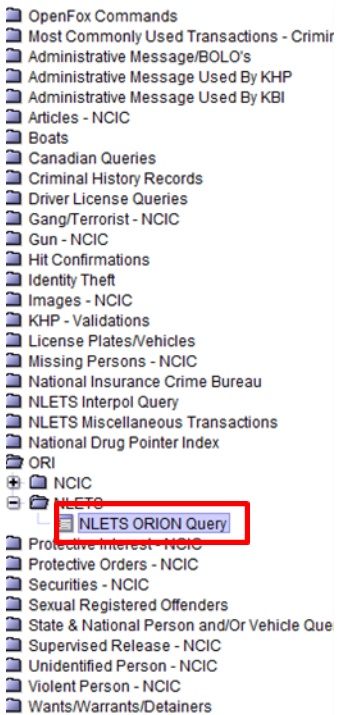 OpenFox Commands
Most Commonly Used Transactions - Crimir
Administrative Message/BOLO's
Administrative Message Used By KHP
Administrative Message Used By KBI
Articles - NCIC
Boats
Canadian Queries
Criminal History Records
Driver License Queries
Gang/Terrorist - NCIC
Gun - NCIC
Hit Confirmations
Identity Theft
Images - NCIC
KHP - Validations
License Plates/Vehicles
Missing Persons - NCIC
National Insurance Crime Bureau
NLETS Interpol Query
NLETS Miscellaneous Transactions
National Drug Pointer Index
ORI
NCIC
NLETS
NLETS ORION Query
Protective Interest - NCIC
Protective Orders - NCIC
Securities - NCIC
Sexual Registered Offenders
State & National Person and/Or Vehicle Que
Supervised Release - NCIC
Unidentified Person - NCIC
Violent Person - NCIC
Wants/Warrants/Detainers